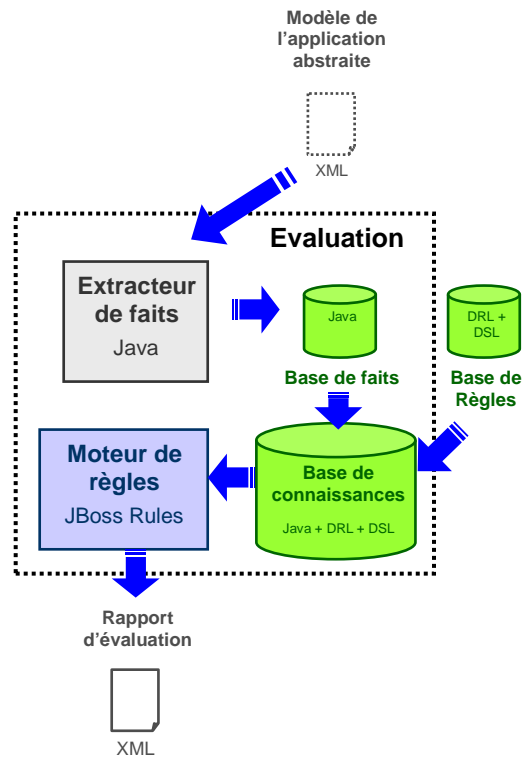 Modèle de
l'application
abstraite
XML
Evaluation
Extracteur
de faits
Java
Java
Base de faits
DRL +
DSL
Base de
Règles
Moteur de
règles
JBoss Rules
Base de
connaissances
Java + DRL + DSL
Rapport
d'évaluation
XML